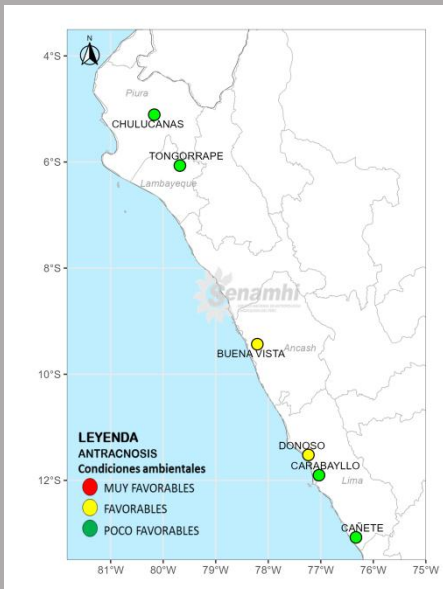 N
4°S
Piura
CHULUCANAS
6°S
TONGORRAPE
Lambayeque
8°S
Senamhi
BUENA VISTA
Ancash
10°S
DONOSO
CARABAYLLO
Lima
12°S
CAÑETE
LEYENDA
ANTRACNOSIS
Condiciones ambientales
MUY FAVORABLES
FAVORABLES
POCO FAVORABLES
81°W 80°W 79°W 78°W 77°W 76°W 75°W